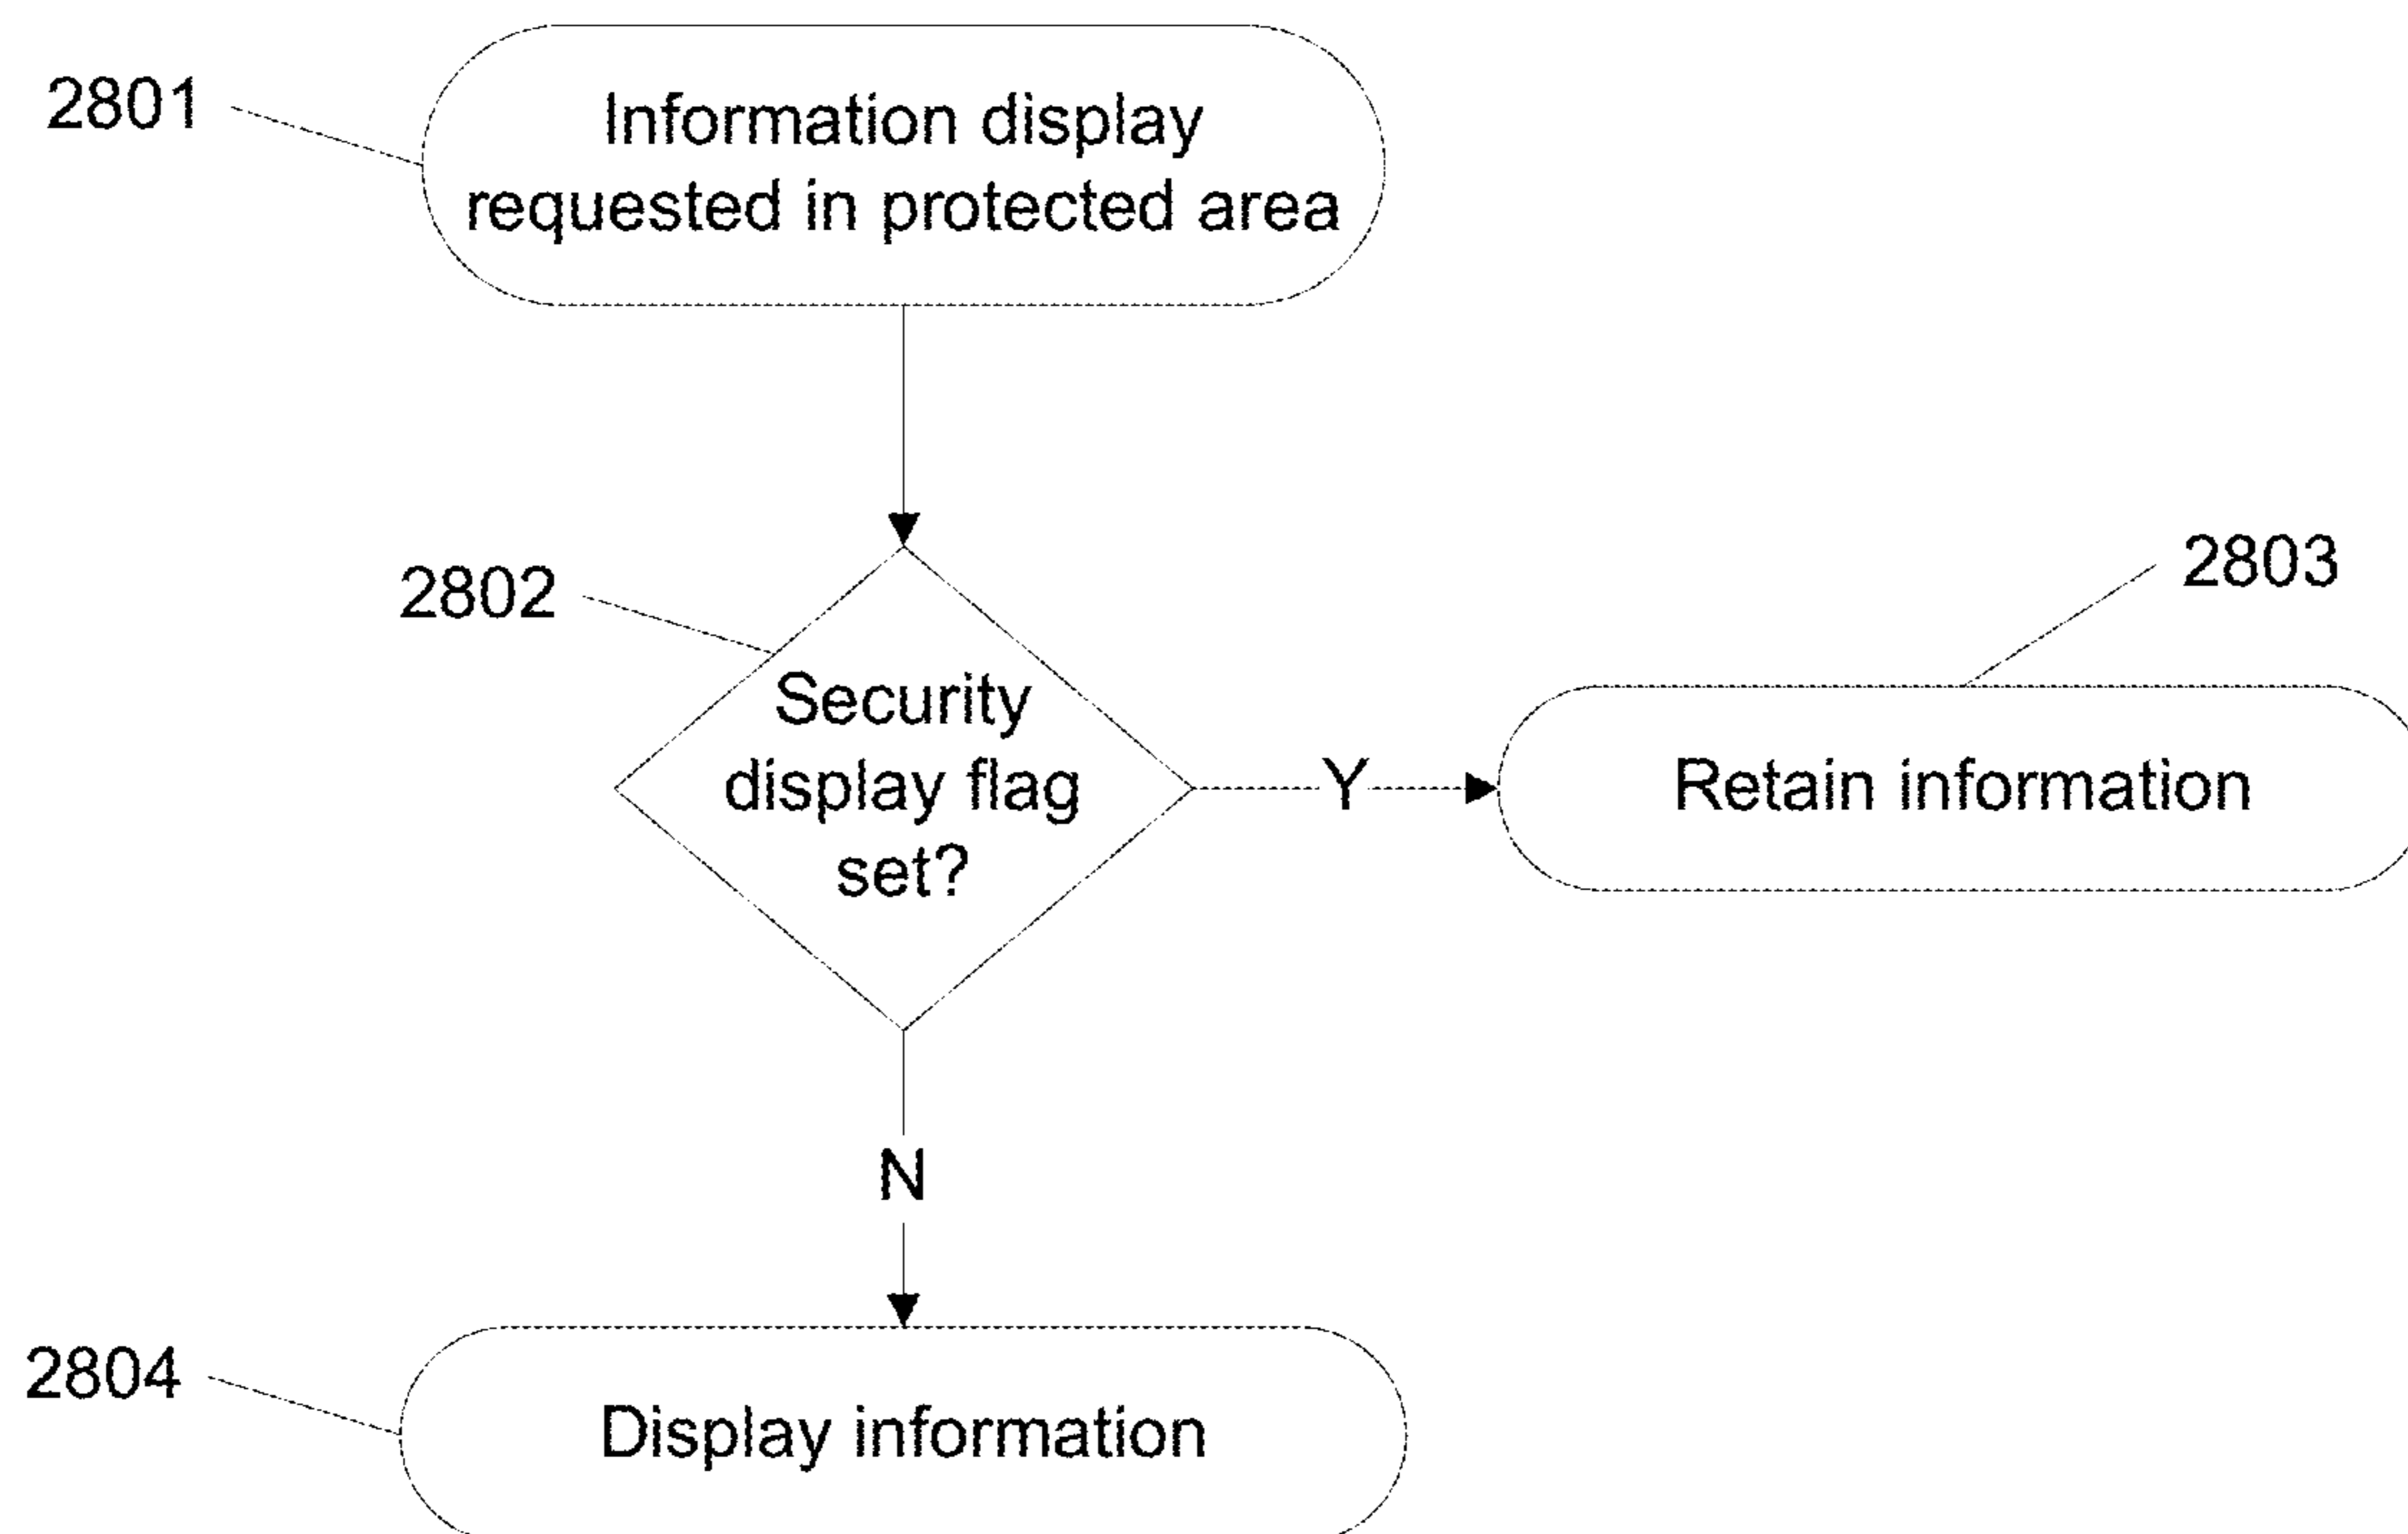 2801
Information display
requested in protected area
2802
Security
display flag
set?
Y
2803
Retain information
N
2804
Display information